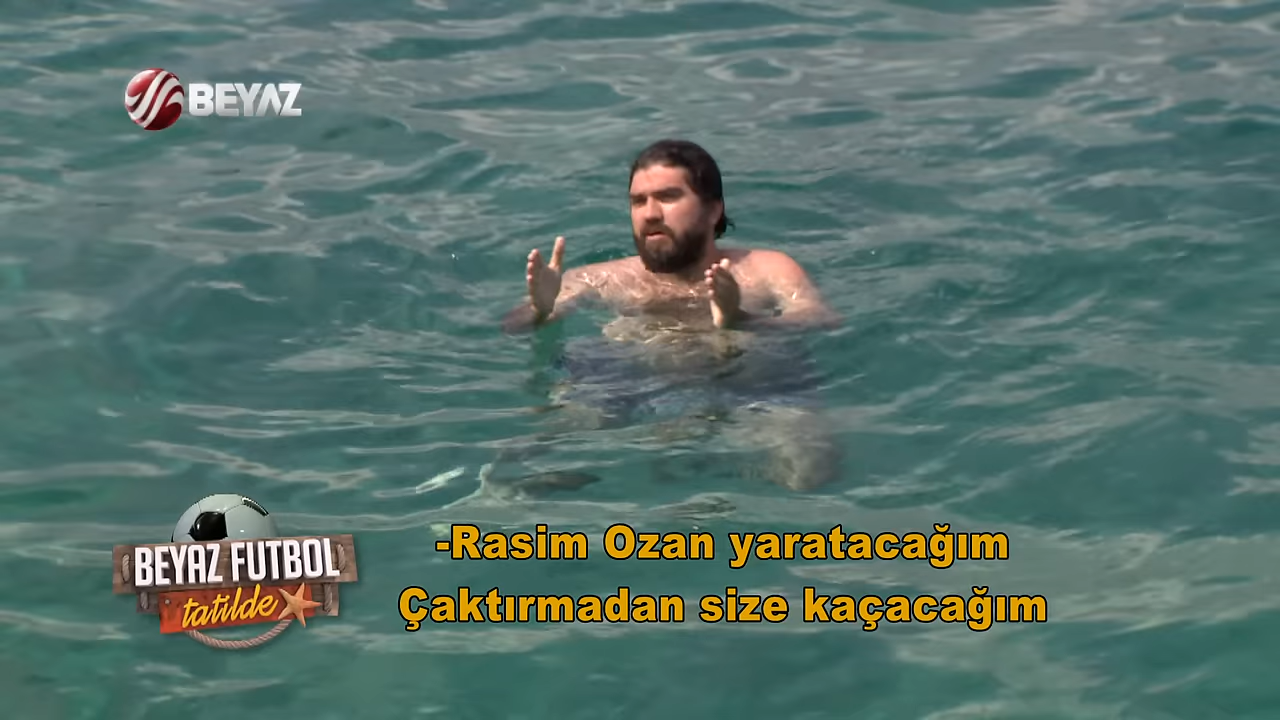 BEYAZ
-Rasim Ozan yaratacağım
Çaktırmadan size kaçacağım
BEYAZ FUTBOL
tatilde